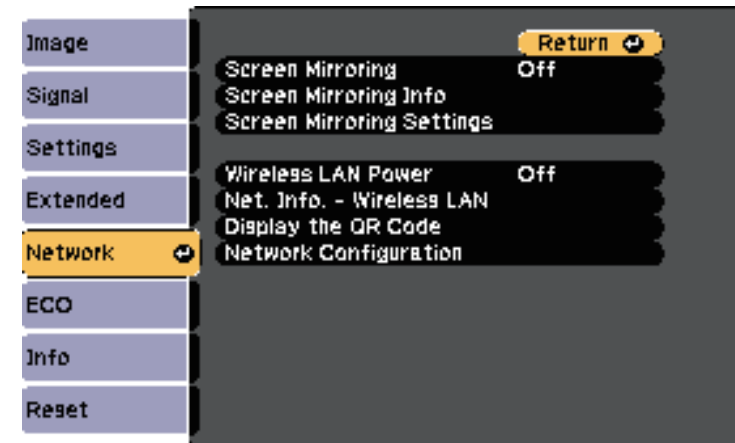 Image
Signal
Settings
Extended
Network
ECO
Info
Reset
Return
Screen Mirroring Off
Screen Mirroring Info
Screen Mirroring Settings
Wireless LAN Power Off
Net. Info. - Wireless LAN
Display the QR Code
Network Configuration